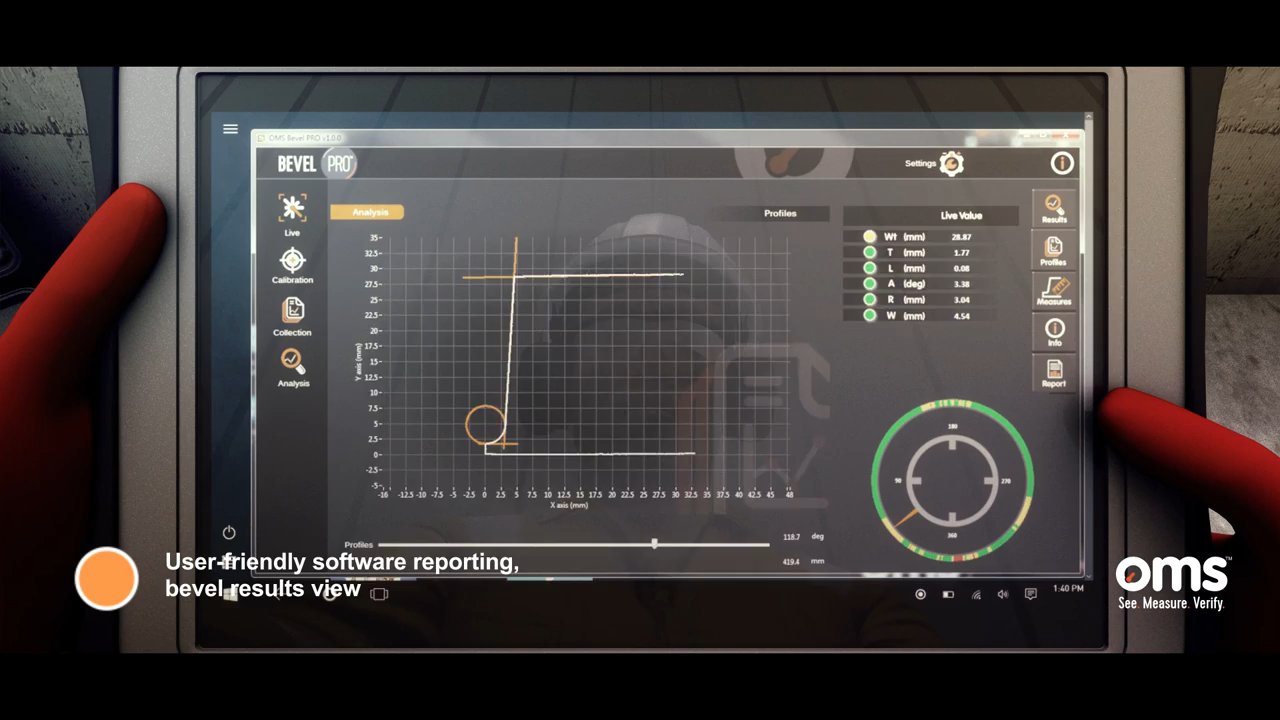 OMS Bevel PRO v1.0.0
BEVEL PRO
Settings
Live
Calibration
Collection
Analysis
Analysis
Profiles
35
32.5
30
27.5
25
22.5
20
17.5
15
12.5
10
7.5
5
2.5
0
-2.5
-5
Y axis (mm)
-16 -12.5 -10 -7.5 -5 -2.5 0 2.5 5 7.5 10 12.5 15 17.5 20 22.5 25 27.5 30 32.5 35 37.5 40 42.5 45 48
X axis (mm)
Live Value
Wt (mm) 28.87
T (mm) 1.77
L (mm) 0.08
A (deg) 3.38
R (mm) 3.04
W (mm) 4.54
Results
Profiles
Measures
Info
Report
180
90
270
360
Profiles
118.7 deg
419.4 mm
User-friendly software reporting,
bevel results view
1:40 PM
oms™
See. Measure. Verify.